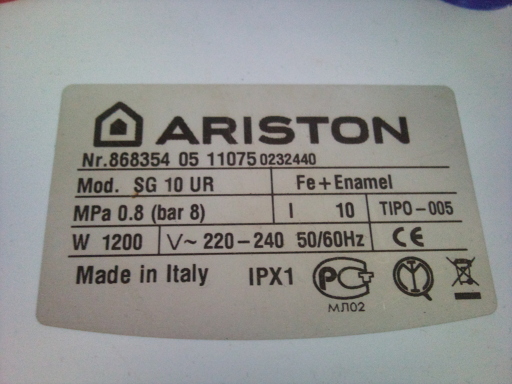 ARISTON
Nr.868354 05 11075 0232440
Mod. SG 10 UR Fe+Enamel
MPa 0.8 (bar 8) l 10 TIPO-005
W 1200 V~ 220-240 50/60Hz CE
Made in Italy IPX1 РС
МЛ02